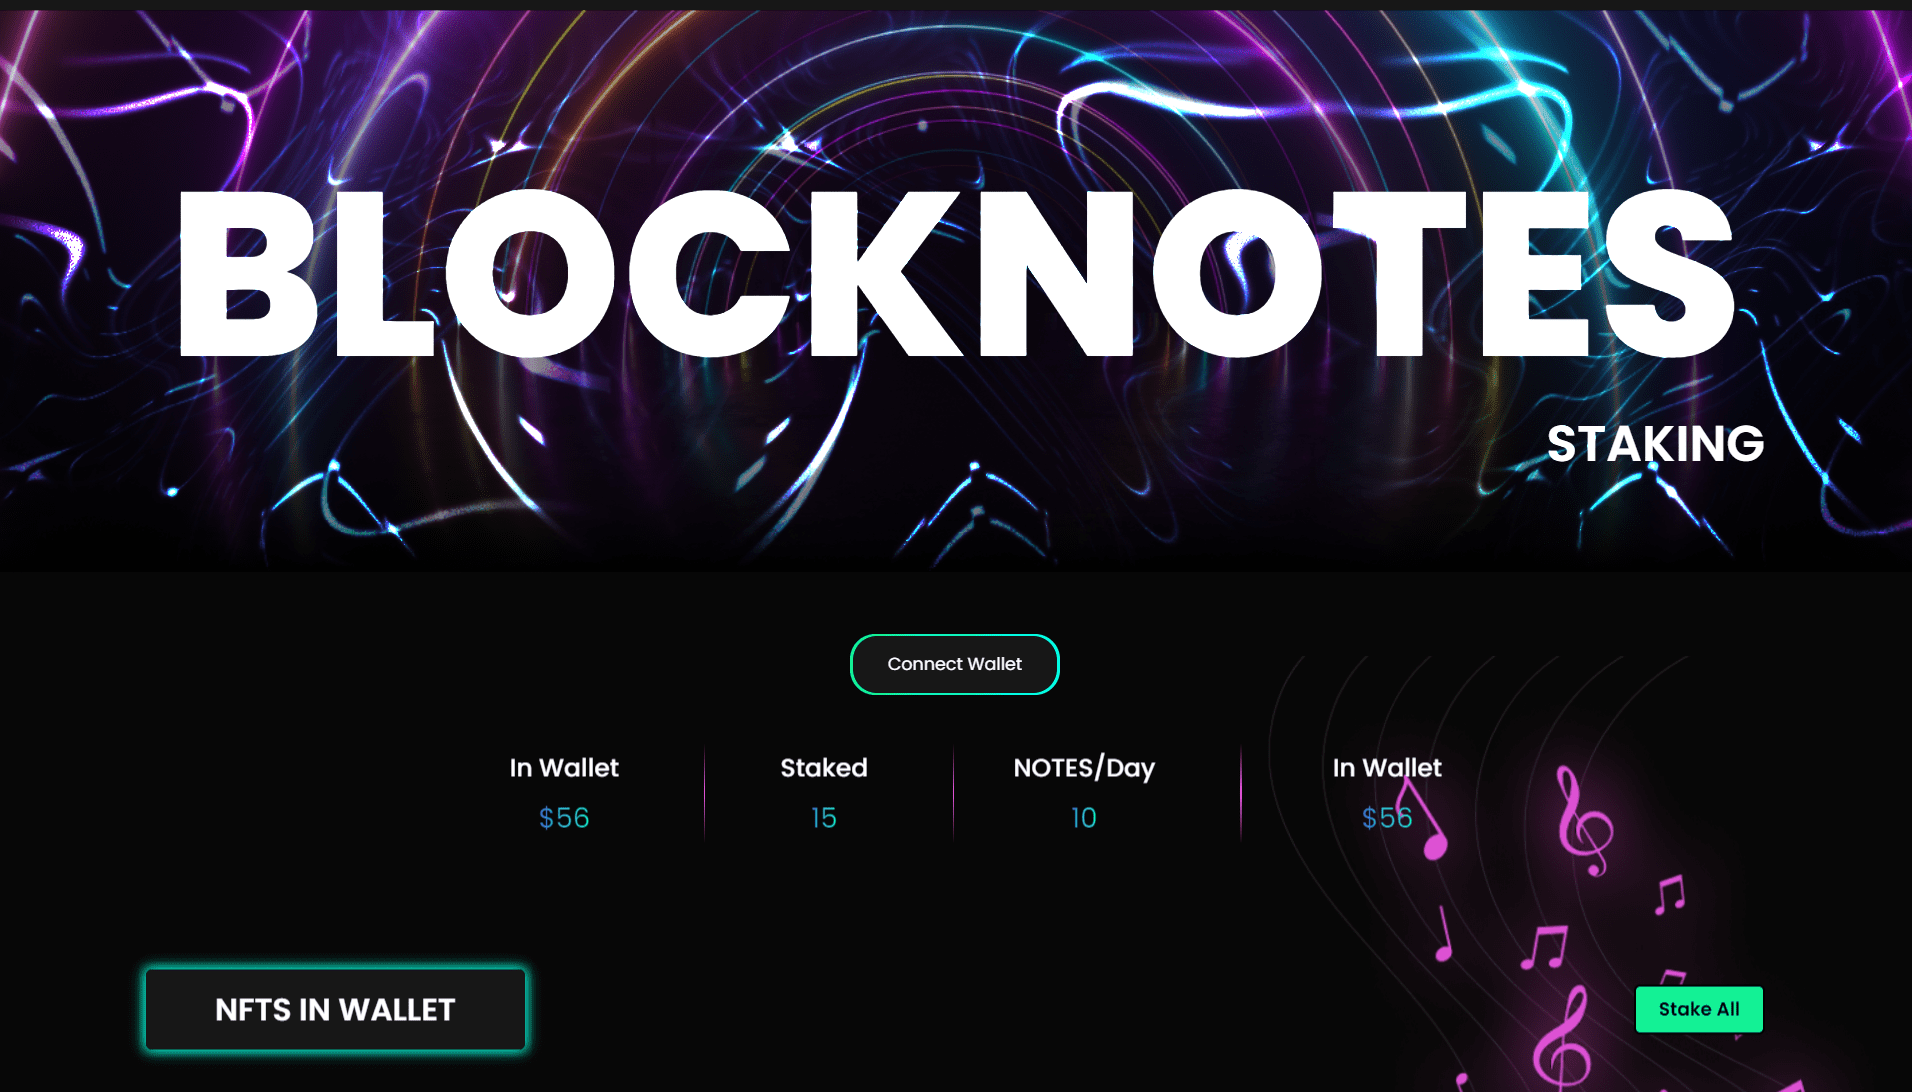 BLOCKNOTES
STAKING
Connect Wallet
In Wallet Staked NOTES/Day In Wallet
$56 15 10 $56
NFTS IN WALLET
Stake All